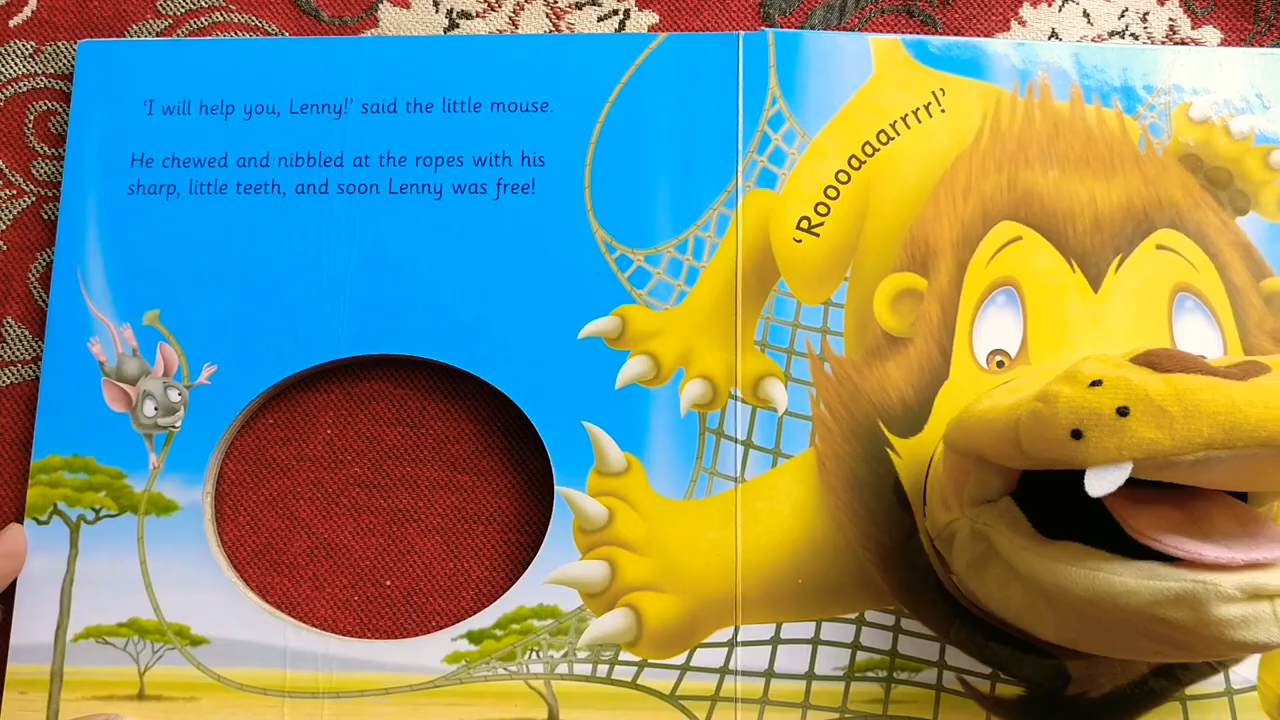 ‘I will help you, Lenny!’ said the little mouse.
He chewed and nibbled at the ropes with his
sharp, little teeth, and soon Lenny was free!
‘Roooaaaarrrr!’